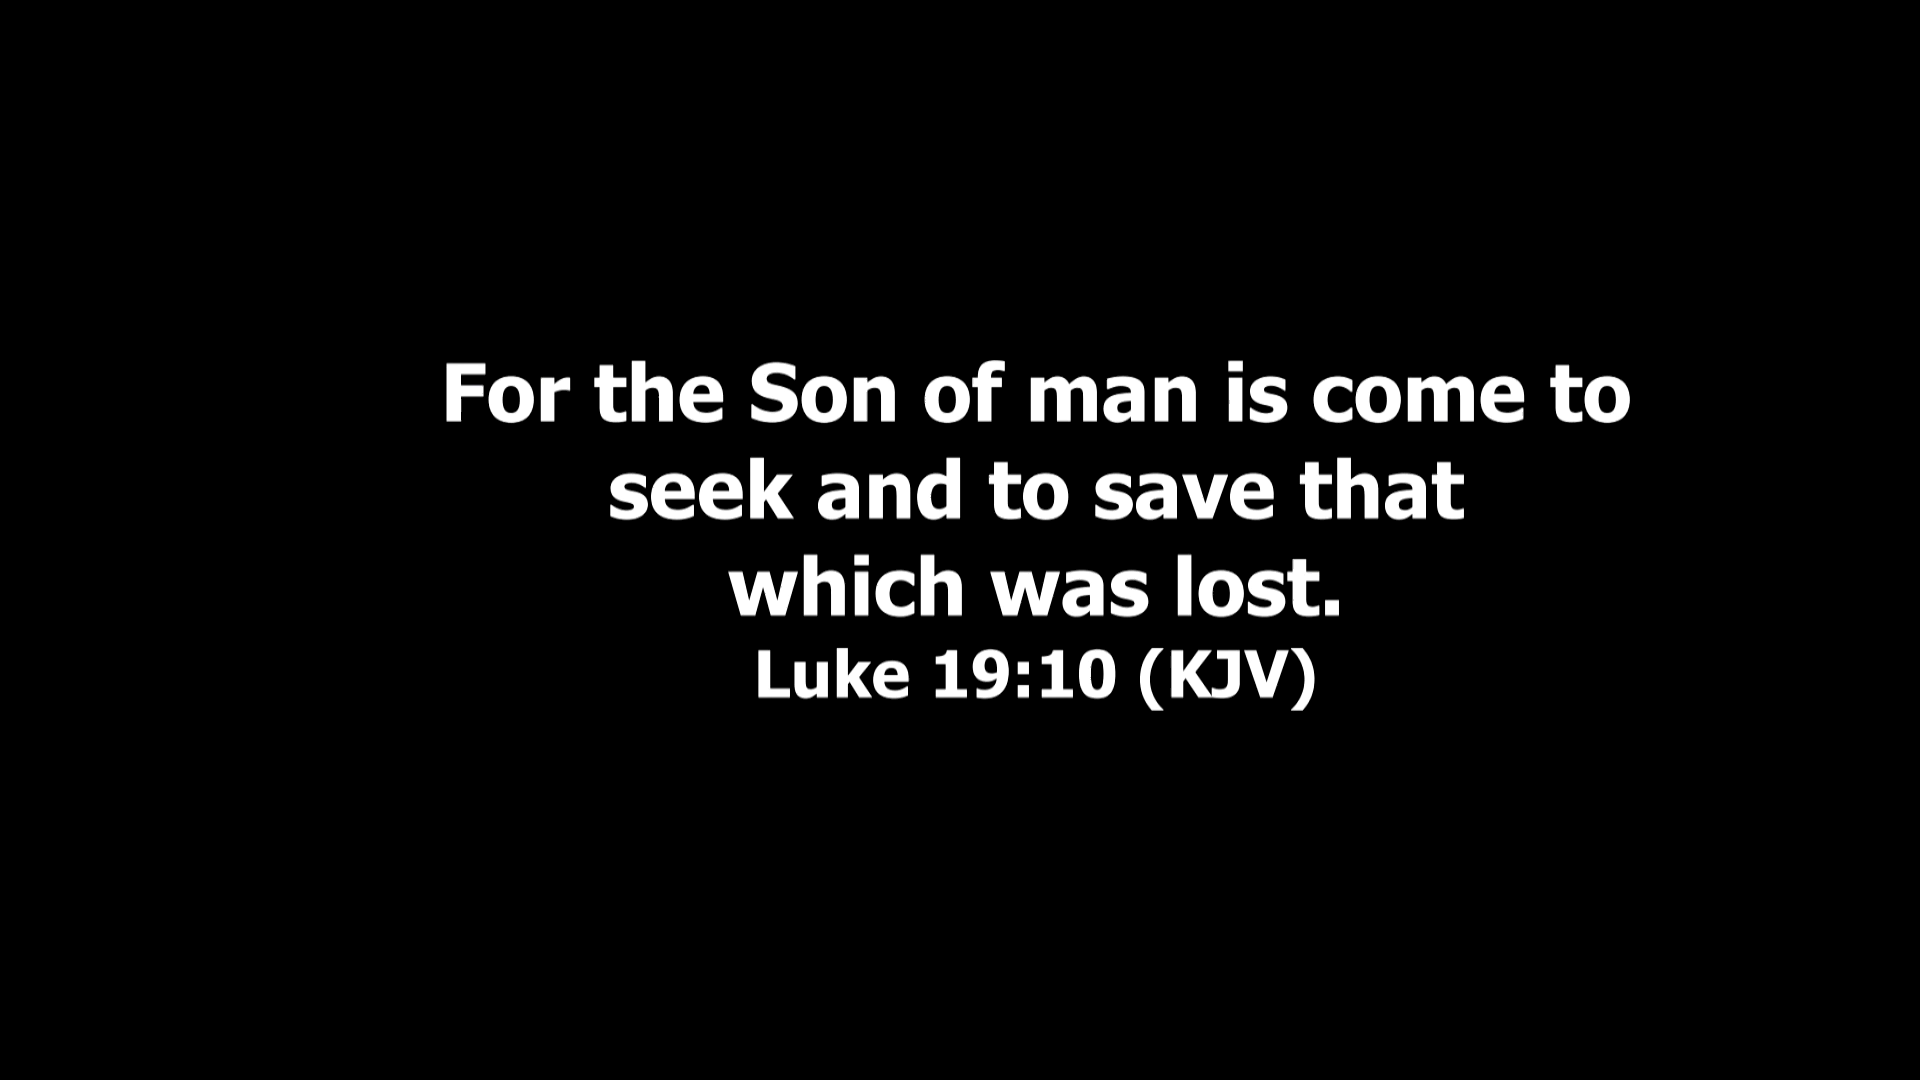 For the Son of man is come to
seek and to save that
which was lost.
Luke 19:10 (KJV)